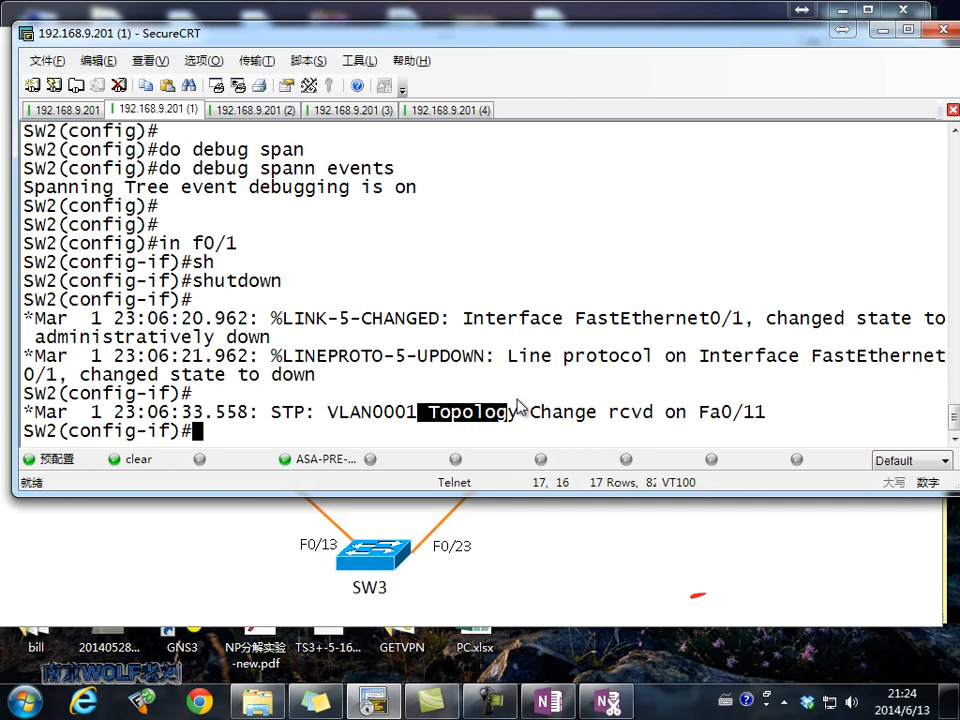 192.168.9.201 (1) - SecureCRT
文件(F) 编辑(E) 查看(V) 选项(O) 传输(T) 脚本(S) 工具(L) 帮助(H)
192.168.9.201 192.168.9.201 (1) 192.168.9.201 (2) 192.168.9.201 (3) 192.168.9.201 (4)
SW2(config)#
SW2(config)#do debug span
SW2(config)#do debug spann events
Spanning Tree event debugging is on
SW2(config)#
SW2(config)#
SW2(config)#in f0/1
SW2(config-if)#sh
SW2(config-if)#shutdown
SW2(config-if)#
*Mar  1 23:06:20.962: %LINK-5-CHANGED: Interface FastEthernet0/1, changed state to
administratively down
*Mar  1 23:06:21.962: %LINEPROTO-5-UPDOWN: Line protocol on Interface FastEthernet
0/1, changed state to down
SW2(config-if)#
*Mar  1 23:06:33.558: STP: VLAN0001 Topology Change rcvd on Fa0/11
SW2(config-if)#
预配置 clear ASA-PRE-... Default
就绪 Telnet 17, 16 17 Rows, 82 VT100 大写 数字
F0/13 F0/23
SW3
bill 20140528... GNS3 NP分解实验 TS3+-5-16... GETVPN PC.xlsx
-new.pdf
南京WOLF老刘
21:24
2014/6/13